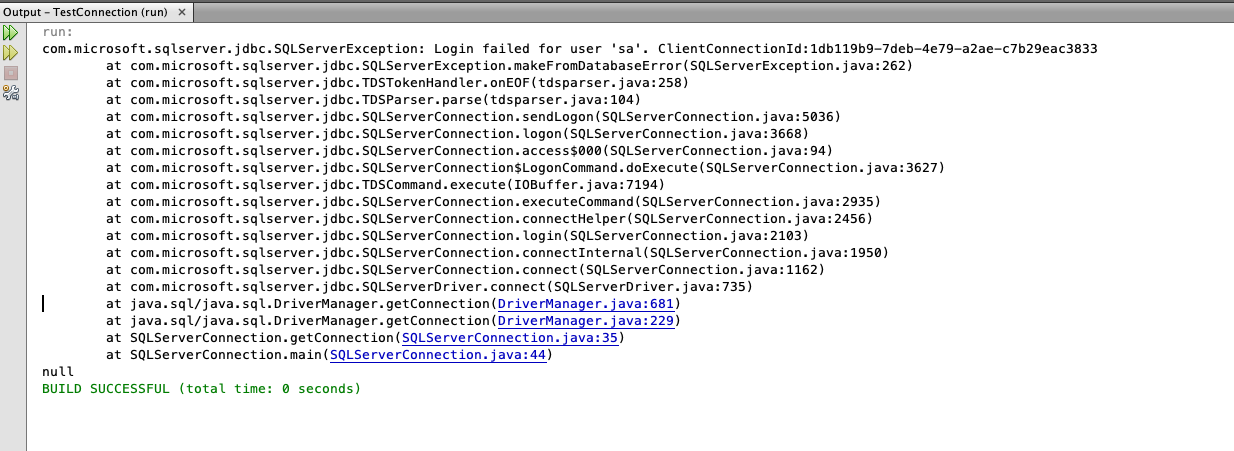 Output – TestConnection (run) ×
run:
com.microsoft.sqlserver.jdbc.SQLServerException: Login failed for user 'sa'. ClientConnectionId:1db119b9-7deb-4e79-a2ae-c7b29eac3833
at com.microsoft.sqlserver.jdbc.SQLServerException.makeFromDatabaseError(SQLServerException.java:262)
at com.microsoft.sqlserver.jdbc.TDSTokenHandler.onEOF(tdsparser.java:258)
at com.microsoft.sqlserver.jdbc.TDSParser.parse(tdsparser.java:104)
at com.microsoft.sqlserver.jdbc.SQLServerConnection.sendLogon(SQLServerConnection.java:5036)
at com.microsoft.sqlserver.jdbc.SQLServerConnection.logon(SQLServerConnection.java:3668)
at com.microsoft.sqlserver.jdbc.SQLServerConnection.access$000(SQLServerConnection.java:94)
at com.microsoft.sqlserver.jdbc.SQLServerConnection$LogonCommand.doExecute(SQLServerConnection.java:3627)
at com.microsoft.sqlserver.jdbc.TDSCommand.execute(IOBuffer.java:7194)
at com.microsoft.sqlserver.jdbc.SQLServerConnection.executeCommand(SQLServerConnection.java:2935)
at com.microsoft.sqlserver.jdbc.SQLServerConnection.connectHelper(SQLServerConnection.java:2456)
at com.microsoft.sqlserver.jdbc.SQLServerConnection.login(SQLServerConnection.java:2103)
at com.microsoft.sqlserver.jdbc.SQLServerConnection.connectInternal(SQLServerConnection.java:1950)
at com.microsoft.sqlserver.jdbc.SQLServerConnection.connect(SQLServerConnection.java:1162)
at com.microsoft.sqlserver.jdbc.SQLServerDriver.connect(SQLServerDriver.java:735)
at java.sql/java.sql.DriverManager.getConnection(DriverManager.java:681)
at java.sql/java.sql.DriverManager.getConnection(DriverManager.java:229)
at SQLServerConnection.getConnection(SQLServerConnection.java:35)
at SQLServerConnection.main(SQLServerConnection.java:44)
null
BUILD SUCCESSFUL (total time: 0 seconds)